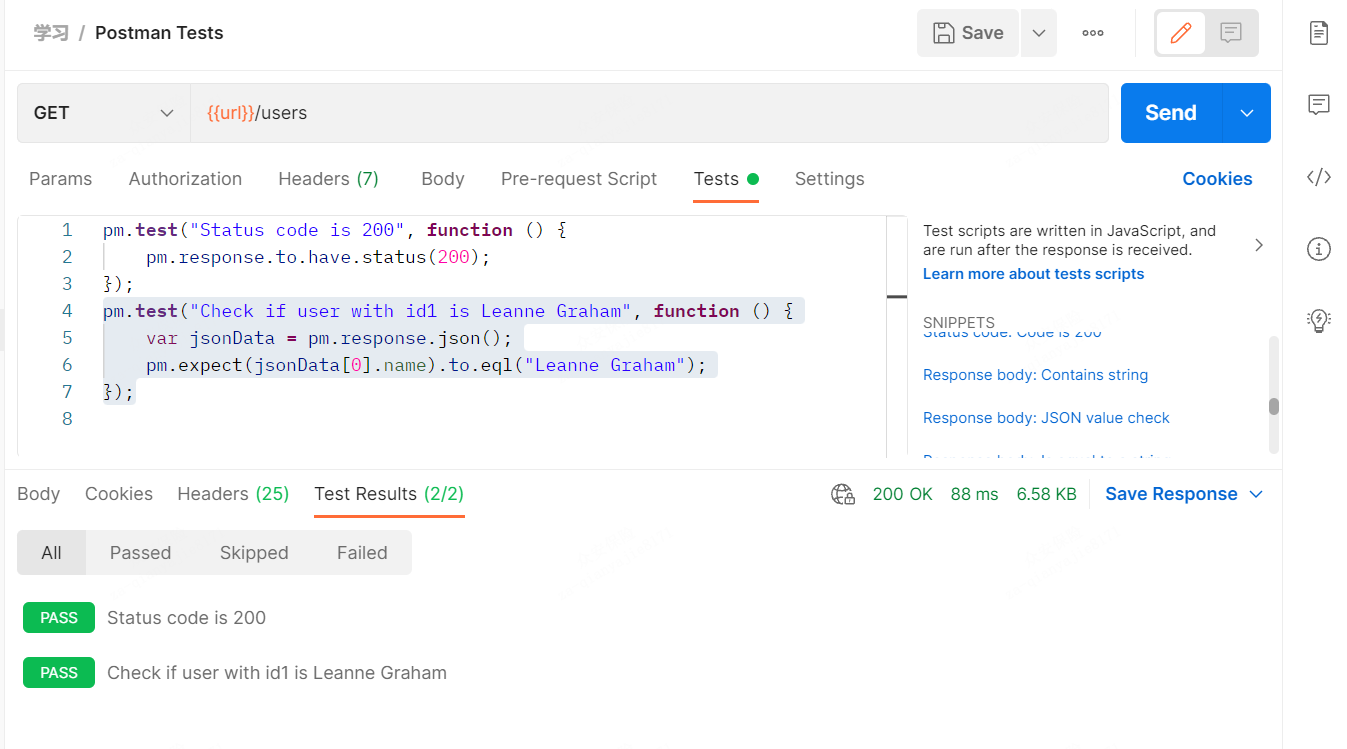 学习 / Postman Tests
Save
GET
{{url}}/users
Send
Params Authorization Headers (7) Body Pre-request Script Tests Settings Cookies
1 pm.test("Status code is 200", function () {
2 pm.response.to.have.status(200);
3 });
4 pm.test("Check if user with id1 is Leanne Graham", function () {
5 var jsonData = pm.response.json();
6 pm.expect(jsonData[0].name).to.eql("Leanne Graham");
7 });
8
Test scripts are written in JavaScript, and
are run after the response is received.
Learn more about tests scripts
SNIPPETS
Status code: Code is 200
Response body: Contains string
Response body: JSON value check
Body Cookies Headers (25) Test Results (2/2) 200 OK 88 ms 6.58 KB Save Response
All Passed Skipped Failed
PASS Status code is 200
PASS Check if user with id1 is Leanne Graham